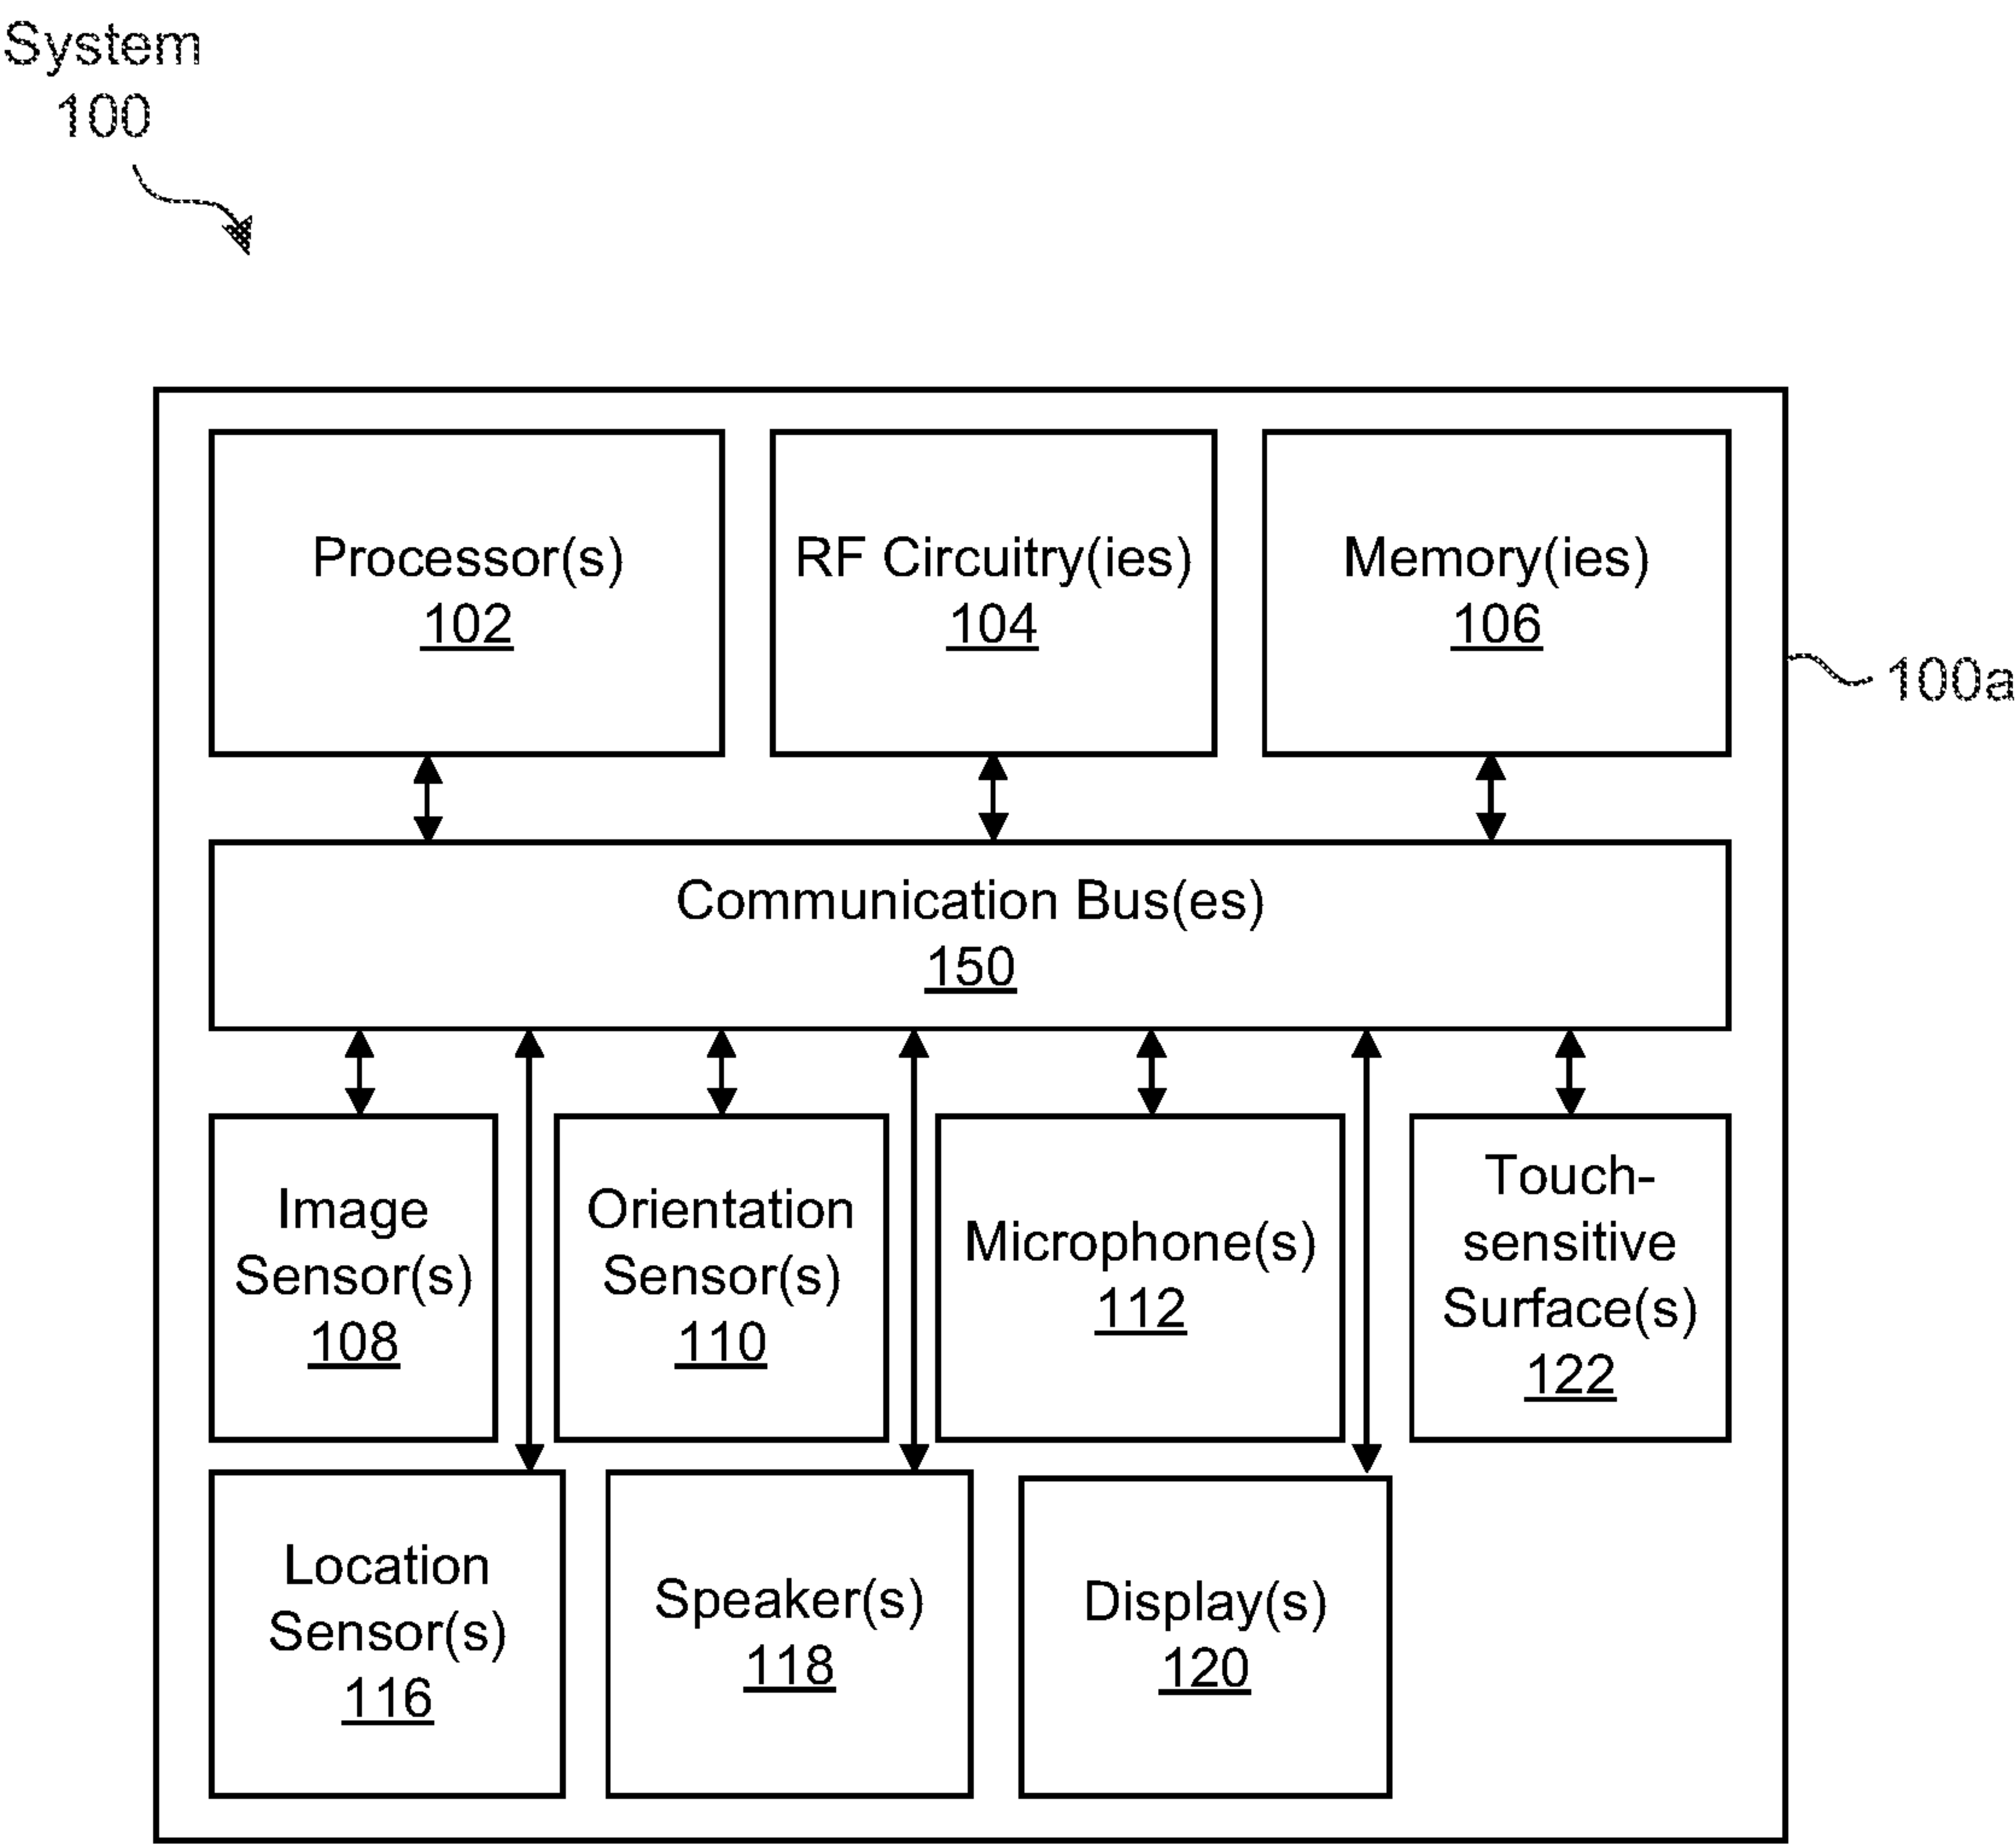 System
100
Processor(s)
102
RF Circuitry(ies)
104
Memory(ies)
106
100a
Communication Bus(es)
150
Image
Sensor(s)
108
Orientation
Sensor(s)
110
Microphone(s)
112
Touch-
sensitive
Surface(s)
122
Location
Sensor(s)
116
Speaker(s)
118
Display(s)
120